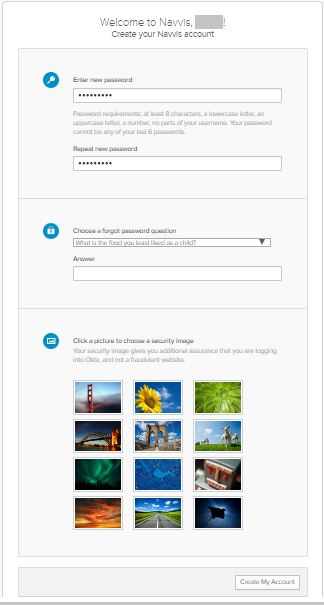 Welcome to Navvis, !
Create your Navvis account
Enter new password
•••••••••
Password requirements: at least 8 characters, a lowercase letter, an
uppercase letter, a number, no parts of your username. Your password
cannot be any of your last 6 passwords.
Repeat new password
•••••••••
Choose a forgot password question
What is the food you least liked as a child?
Answer
Click a picture to choose a security image
Your security image gives you additional assurance that you are logging
into Okta, and not a fraudulent website.
Create My Account